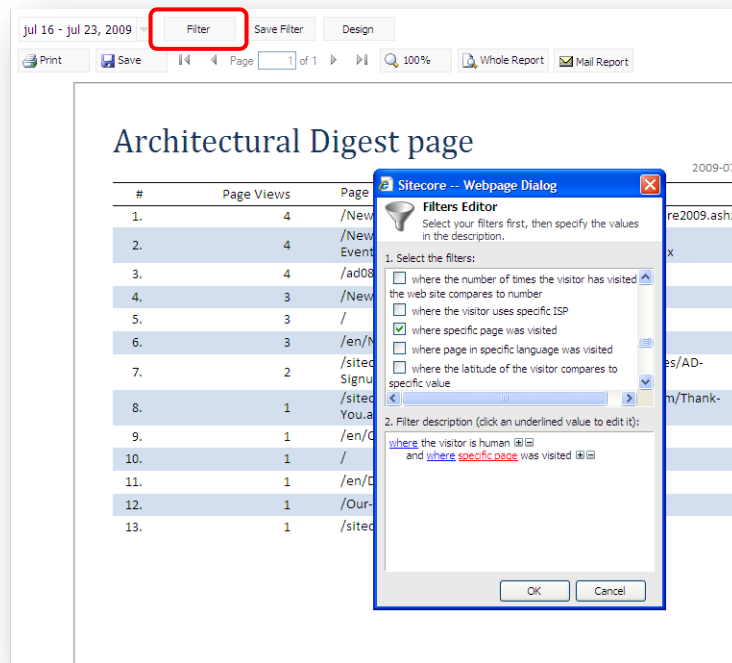 jul 16 - jul 23, 2009 Filter Save Filter Design
Print Save Page 1 of 1 100% Whole Report Mail Report
Architectural Digest page
2009-07
# Page Views Page
1. 4 /New re2009.ash
2. 4 /New
Event x
3. 4 /ad08
4. 3 /New
5. 3 /
6. 3 /en/N
7. 2 /sitec es/AD-
Signu
8. 1 /sitec m/Thank-
You.a
9. 1 /en/C
10. 1 /
11. 1 /en/D
12. 1 /Our-
13. 1 /sitec
Sitecore -- Webpage Dialog
Filters Editor
Select your filters first, then specify the values
in the description.
1. Select the filters:
where the number of times the visitor has visited
the web site compares to number
where the visitor uses specific ISP
where specific page was visited
where page in specific language was visited
where the latitude of the visitor compares to
specific value
2. Filter description (click an underlined value to edit it):
where the visitor is human
and where specific page was visited
OK Cancel